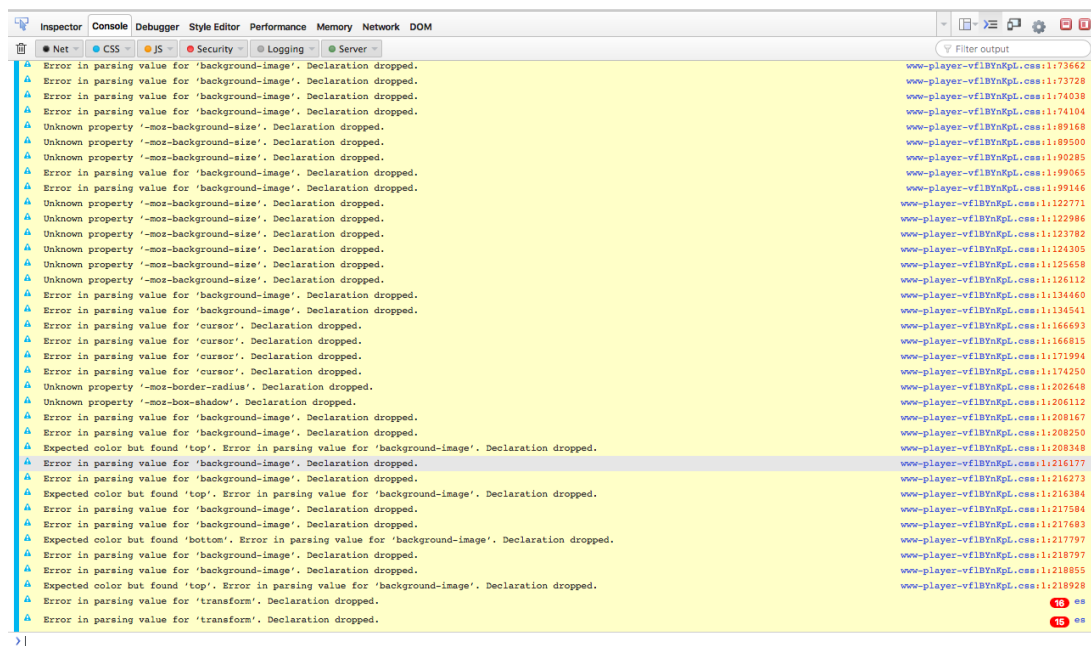 Inspector Console Debugger Style Editor Performance Memory Network DOM
Net CSS JS Security Logging Server Filter output
Error in parsing value for ‘background-image’. Declaration dropped. www-player-vflBYnKpL.css:1:73662
Error in parsing value for ‘background-image’. Declaration dropped. www-player-vflBYnKpL.css:1:73728
Error in parsing value for ‘background-image’. Declaration dropped. www-player-vflBYnKpL.css:1:74038
Error in parsing value for ‘background-image’. Declaration dropped. www-player-vflBYnKpL.css:1:74104
Unknown property ‘-moz-background-size’. Declaration dropped. www-player-vflBYnKpL.css:1:89168
Unknown property ‘-moz-background-size’. Declaration dropped. www-player-vflBYnKpL.css:1:89500
Unknown property ‘-moz-background-size’. Declaration dropped. www-player-vflBYnKpL.css:1:90285
Error in parsing value for ‘background-image’. Declaration dropped. www-player-vflBYnKpL.css:1:99065
Error in parsing value for ‘background-image’. Declaration dropped. www-player-vflBYnKpL.css:1:99146
Unknown property ‘-moz-background-size’. Declaration dropped. www-player-vflBYnKpL.css:1:122771
Unknown property ‘-moz-background-size’. Declaration dropped. www-player-vflBYnKpL.css:1:122986
Unknown property ‘-moz-background-size’. Declaration dropped. www-player-vflBYnKpL.css:1:123782
Unknown property ‘-moz-background-size’. Declaration dropped. www-player-vflBYnKpL.css:1:124305
Unknown property ‘-moz-background-size’. Declaration dropped. www-player-vflBYnKpL.css:1:125658
Unknown property ‘-moz-background-size’. Declaration dropped. www-player-vflBYnKpL.css:1:126112
Error in parsing value for ‘background-image’. Declaration dropped. www-player-vflBYnKpL.css:1:134460
Error in parsing value for ‘background-image’. Declaration dropped. www-player-vflBYnKpL.css:1:134541
Error in parsing value for ‘cursor’. Declaration dropped. www-player-vflBYnKpL.css:1:166693
Error in parsing value for ‘cursor’. Declaration dropped. www-player-vflBYnKpL.css:1:166815
Error in parsing value for ‘cursor’. Declaration dropped. www-player-vflBYnKpL.css:1:171994
Error in parsing value for ‘cursor’. Declaration dropped. www-player-vflBYnKpL.css:1:174250
Unknown property ‘-moz-border-radius’. Declaration dropped. www-player-vflBYnKpL.css:1:202648
Unknown property ‘-moz-box-shadow’. Declaration dropped. www-player-vflBYnKpL.css:1:206112
Error in parsing value for ‘background-image’. Declaration dropped. www-player-vflBYnKpL.css:1:208167
Error in parsing value for ‘background-image’. Declaration dropped. www-player-vflBYnKpL.css:1:208250
Expected color but found ‘top’. Error in parsing value for ‘background-image’. Declaration dropped. www-player-vflBYnKpL.css:1:208348
Error in parsing value for ‘background-image’. Declaration dropped. www-player-vflBYnKpL.css:1:216177
Error in parsing value for ‘background-image’. Declaration dropped. www-player-vflBYnKpL.css:1:216273
Expected color but found ‘top’. Error in parsing value for ‘background-image’. Declaration dropped. www-player-vflBYnKpL.css:1:216384
Error in parsing value for ‘background-image’. Declaration dropped. www-player-vflBYnKpL.css:1:217584
Error in parsing value for ‘background-image’. Declaration dropped. www-player-vflBYnKpL.css:1:217683
Expected color but found ‘bottom’. Error in parsing value for ‘background-image’. Declaration dropped. www-player-vflBYnKpL.css:1:217797
Error in parsing value for ‘background-image’. Declaration dropped. www-player-vflBYnKpL.css:1:218797
Error in parsing value for ‘background-image’. Declaration dropped. www-player-vflBYnKpL.css:1:218855
Expected color but found ‘top’. Error in parsing value for ‘background-image’. Declaration dropped. www-player-vflBYnKpL.css:1:218928
Error in parsing value for ‘transform’. Declaration dropped. 16 es
Error in parsing value for ‘transform’. Declaration dropped. 15 es